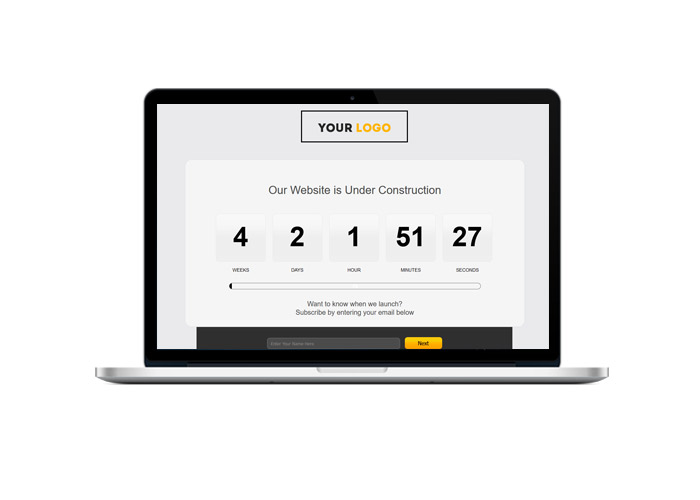 YOUR LOGO
Our Website is Under Construction
4 2 1 51 27
WEEKS DAYS HOUR MINUTES SECONDS
Want to know when we launch?
Subscribe by entering your email below
Enter Your Name Here Next